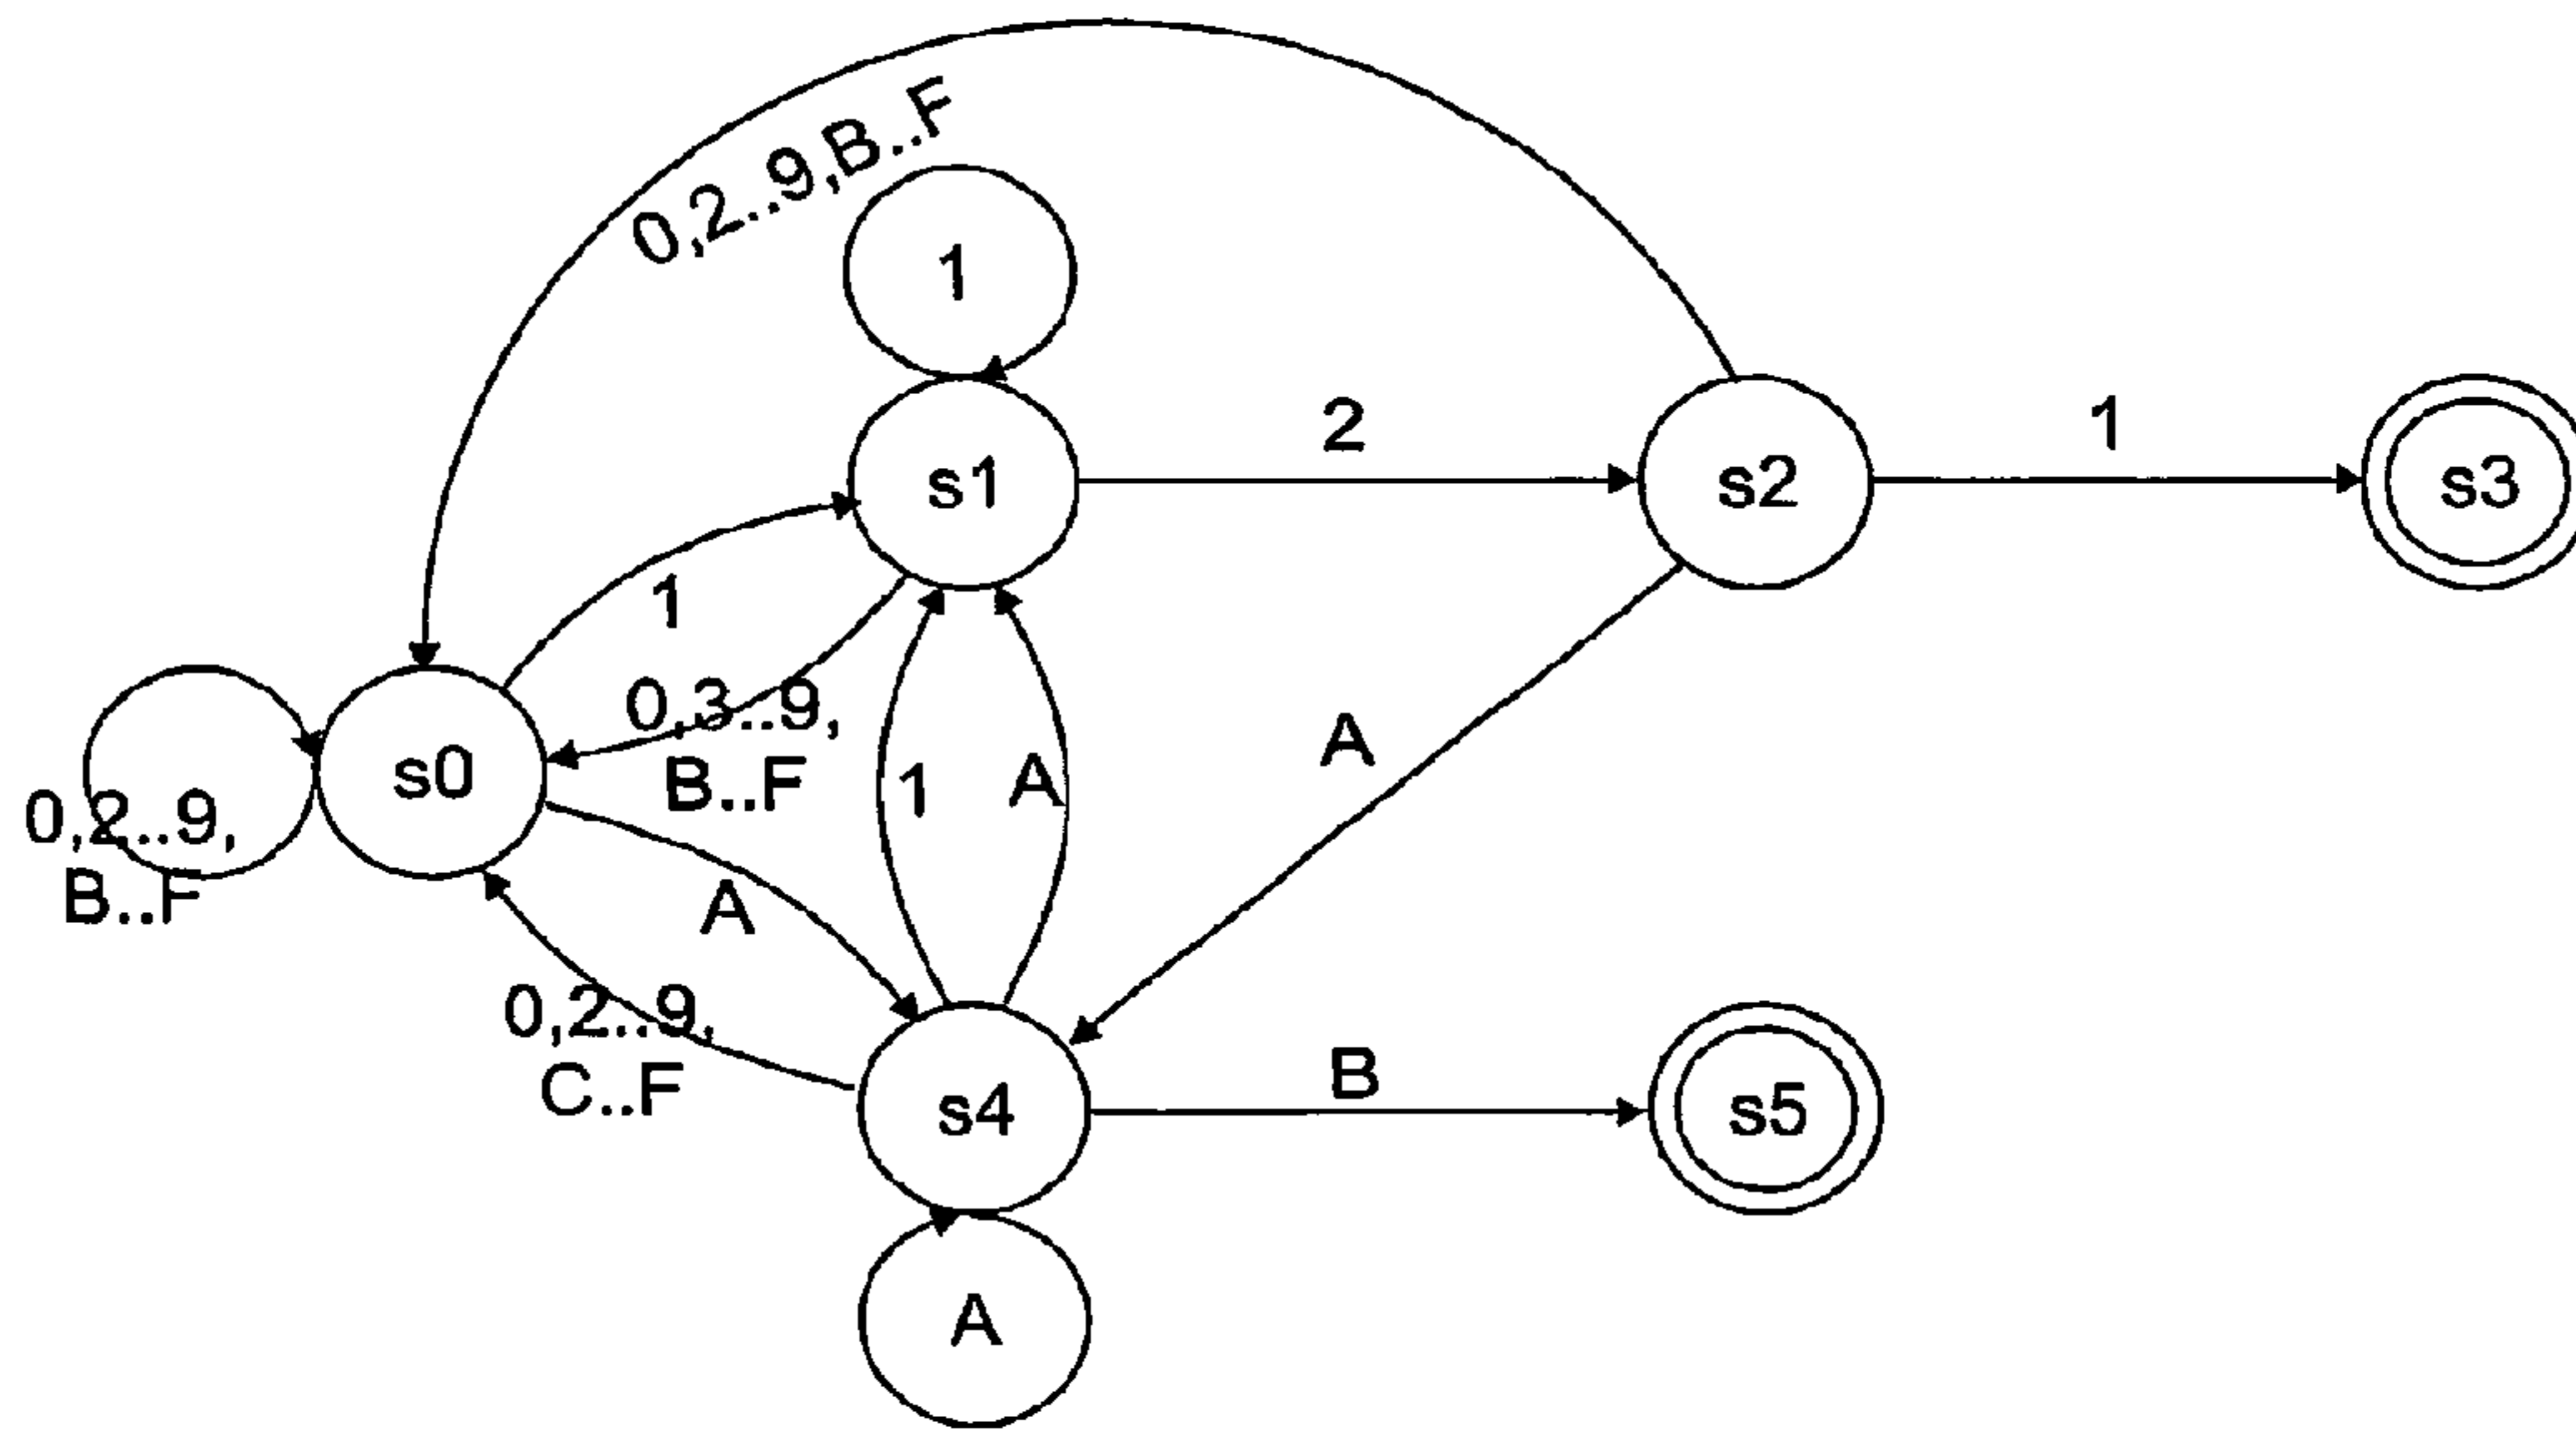 0,2..9,B..F
1
s1
2
s2
1
s3
1
0,3..9,
B..F
s0
0,2..9,
B..F
1
A
A
A
0,2..9,
C..F
s4
B
s5
A